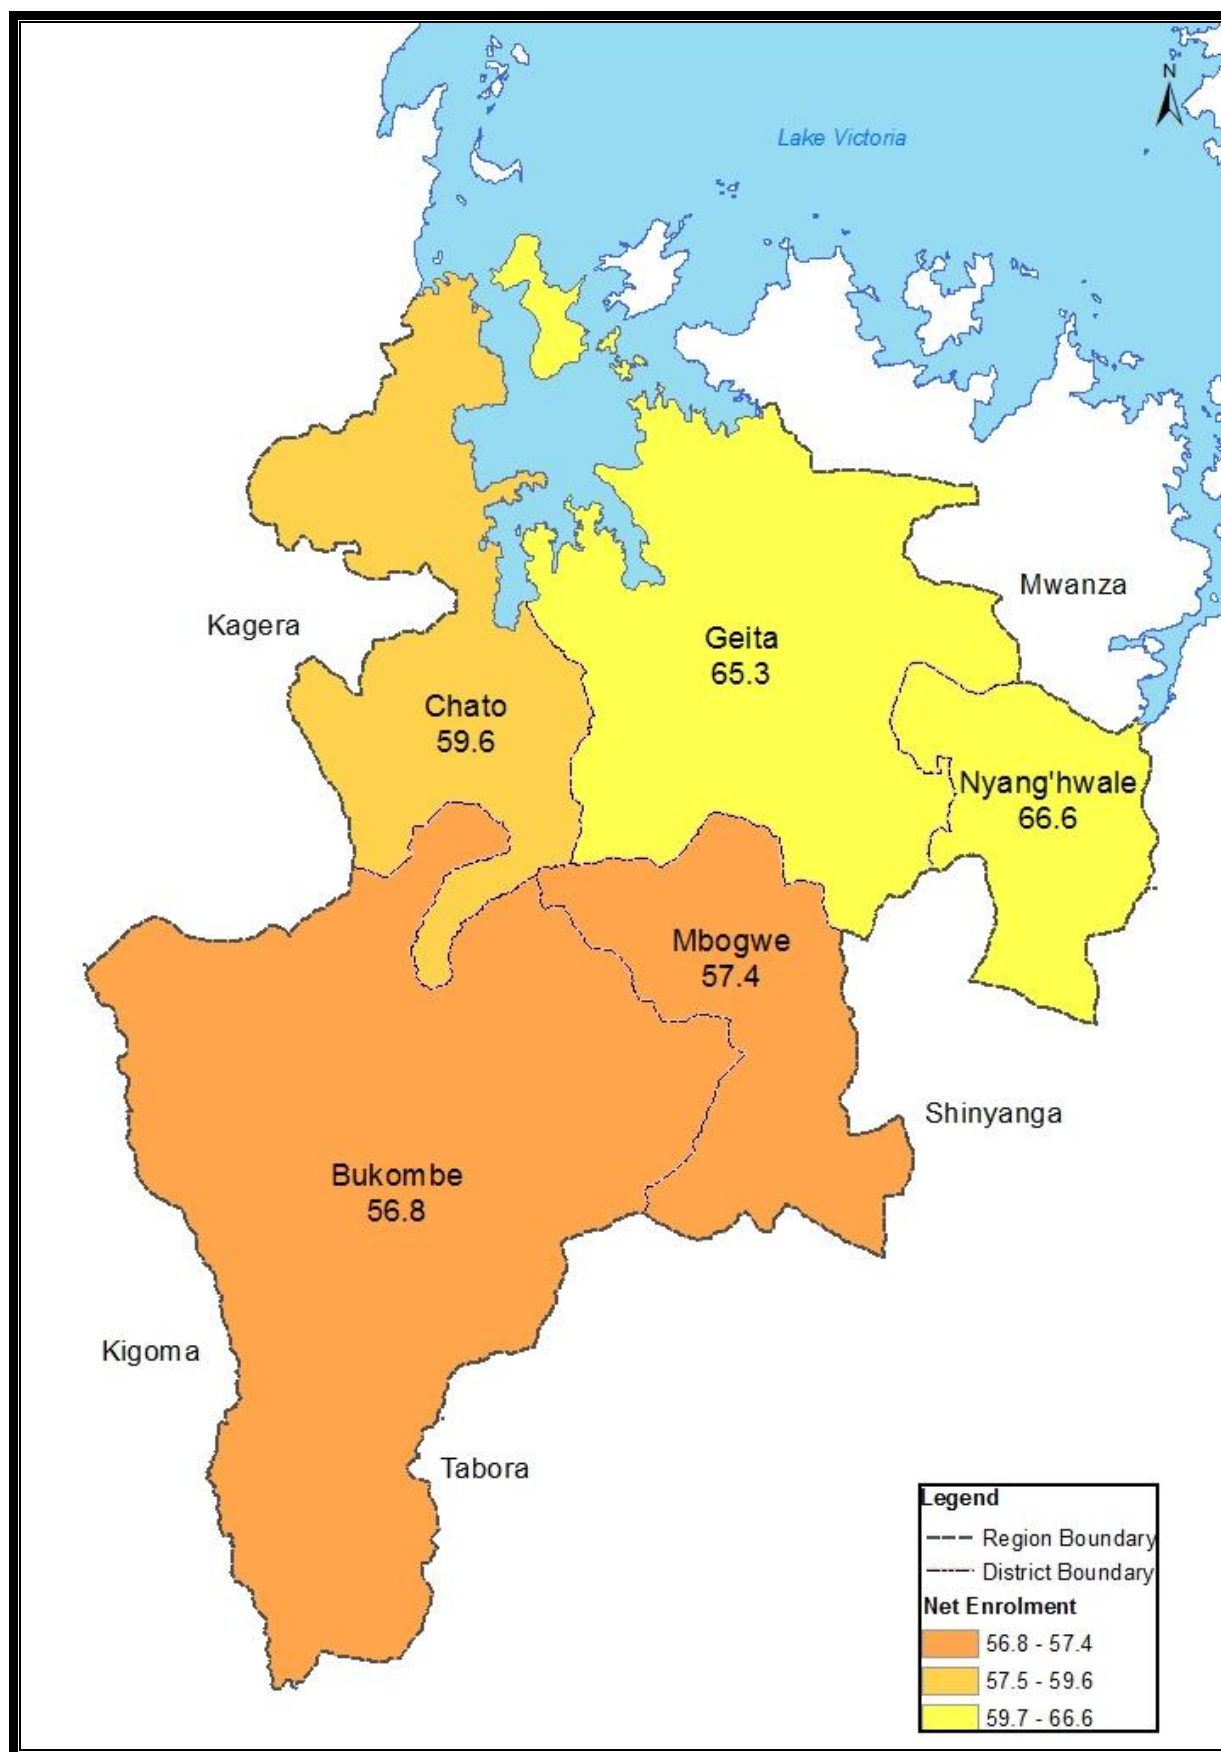 N
Lake Victoria
Mwanza
Kagera
Geita
65.3
Chato
59.6
Nyang'hwale
66.6
Mbogwe
57.4
Shinyanga
Bukombe
56.8
Kigoma
Tabora
Legend
Region Boundary
District Boundary
Net Enrolment
56.8 - 57.4
57.5 - 59.6
59.7 - 66.6